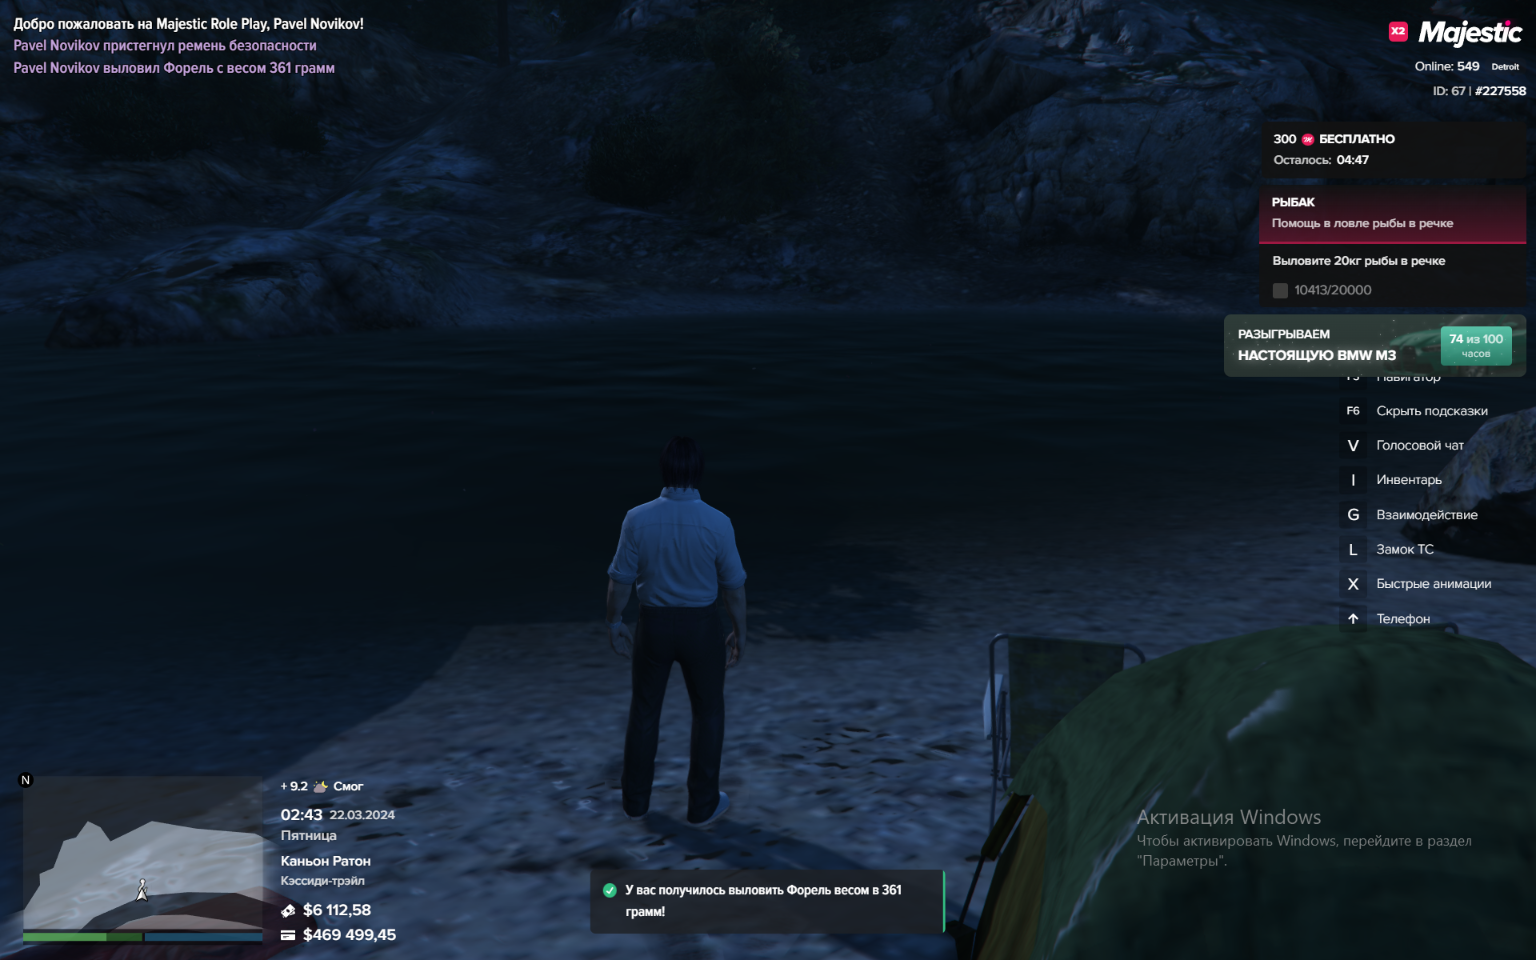 Добро пожаловать на Majestic Role Play, Pavel Novikov!
Pavel Novikov пристегнул ремень безопасности
Pavel Novikov выловил Форель с весом 361 грамм
X2 Majestic
Online: 549 Detroit
ID: 67 | #227558
300 БЕСПЛАТНО
Осталось: 04:47
РЫБАК
Помощь в ловле рыбы в речке
Выловите 20кг рыбы в речке
10413/20000
РАЗЫГРЫВАЕМ
НАСТОЯЩУЮ BMW M3
74 из 100
часов
Навигатор
F6 Скрыть подсказки
V Голосовой чат
I Инвентарь
G Взаимодействие
L Замок ТС
X Быстрые анимации
Телефон
N
+ 9.2 Смог
02:43 22.03.2024
Пятница
Каньон Ратон
Кэссиди-трэйл
$6 112,58
$469 499,45
У вас получилось выловить Форель весом в 361
грамм!
Активация Windows
Чтобы активировать Windows, перейдите в раздел
"Параметры".